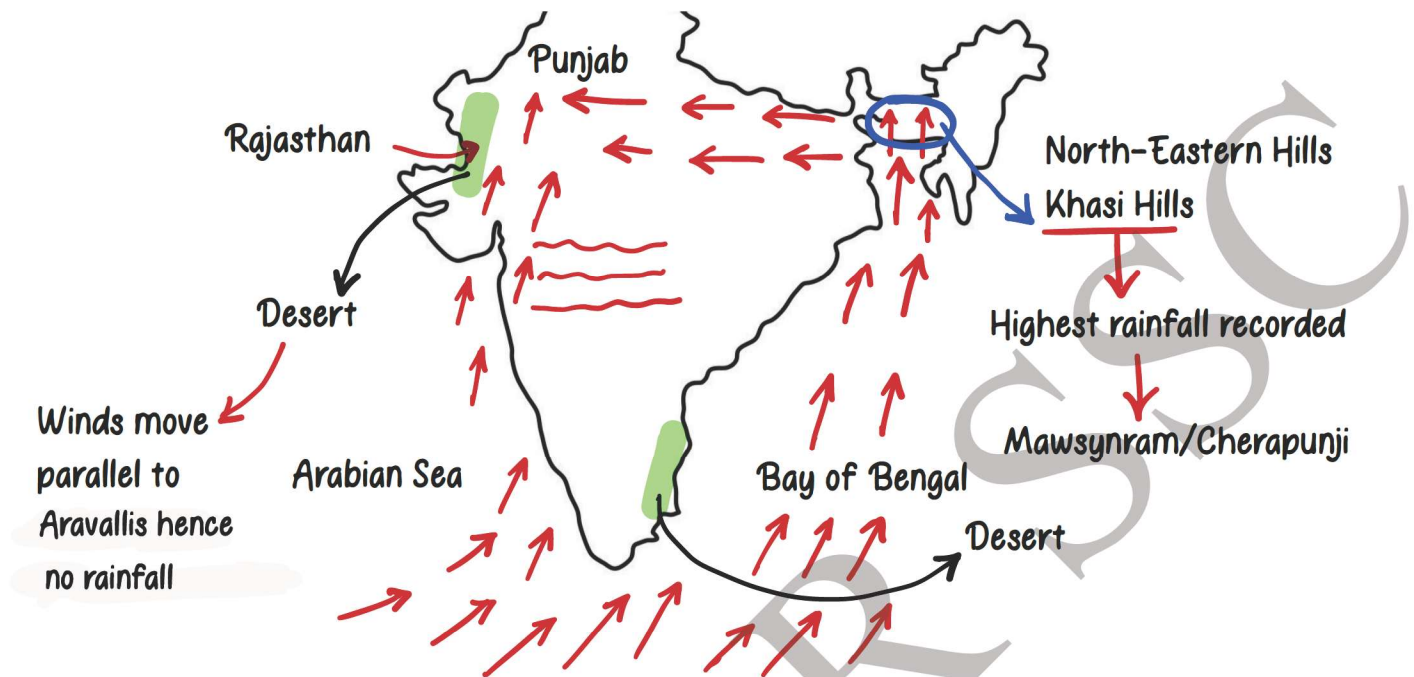 Punjab
Rajasthan
North-Eastern Hills
Khasi Hills
Desert
Highest rainfall recorded
Winds move
parallel to
Aravallis hence
no rainfall
Arabian Sea
Bay of Bengal
Mawsynram/Cherapunji
Desert
RSSC